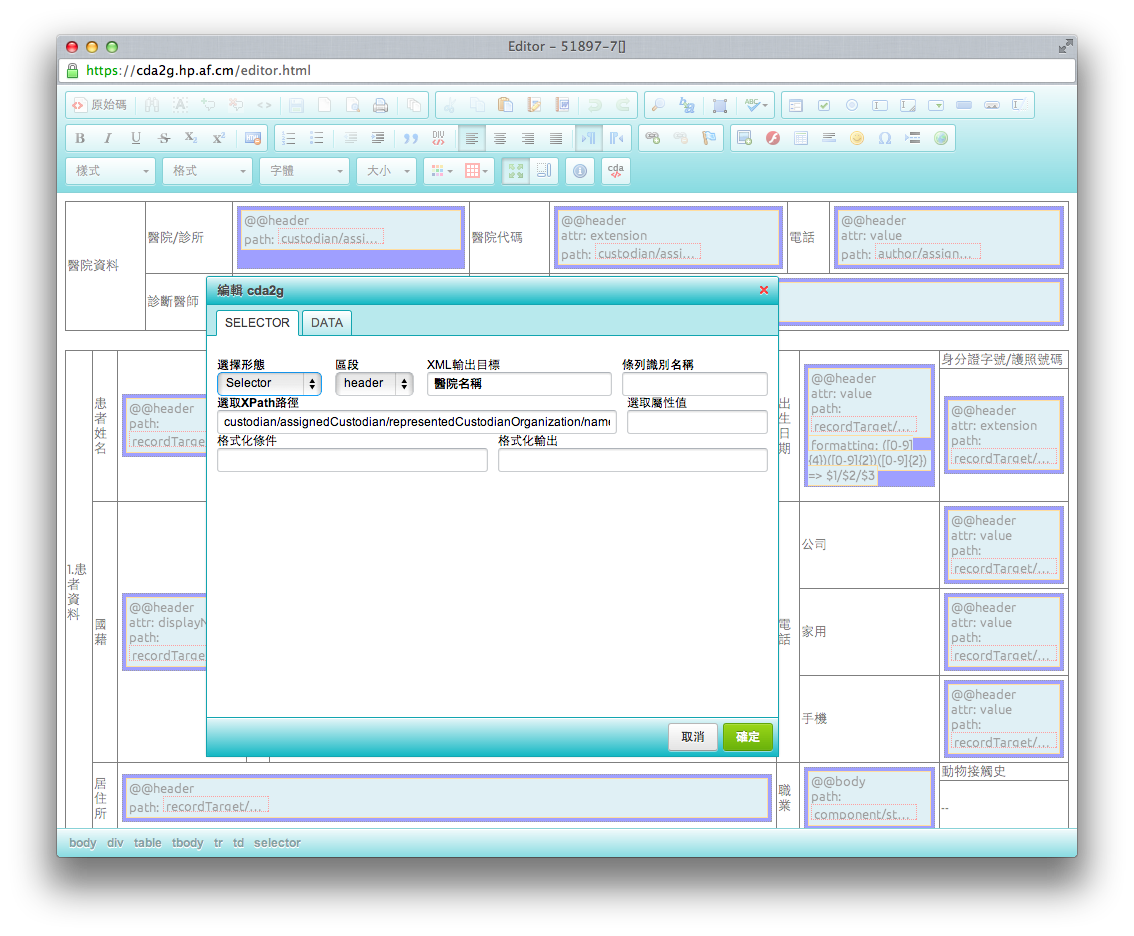 Editor – 51897-7[]
https://cda2g.hp.af.cm/editor.html
原始碼
ABC
B I U S X₂ X²
DIV
樣式 格式 字體 大小 cda
醫院資料
醫院/診所
@@header
path: custodian/assi...
醫院代碼
@@header
attr: extension
path: custodian/assi...
電話
@@header
attr: value
path: author/assign...
診斷醫師
編輯 cda2g
SELECTOR DATA
選擇形態 區段 XML輸出目標 條列識別名稱
Selector header 醫院名稱
選取XPath路徑 選取屬性值
custodian/assignedCustodian/representedCustodianOrganization/name
格式化條件 格式化輸出
取消 確定
1.患者資料
患者姓名
@@header
path:
recordTarge
出生日期
@@header
attr: value
path:
recordTarget/...
formatting: ([0-9]
{4})([0-9]{2})([0-9]{2})
=> $1/$2/$3
身分證字號/護照號碼
@@header
attr: extension
path:
recordTarget/...
國藉
@@header
attr: displayN
path:
recordTarge
電話
公司
@@header
attr: value
path:
recordTarget/...
家用
@@header
attr: value
path:
recordTarget/...
手機
@@header
attr: value
path:
recordTarget/...
居住所
@@header
path: recordTarget/...
職業
@@body
path:
component/st...
動物接觸史
--
body div table tbody tr td selector